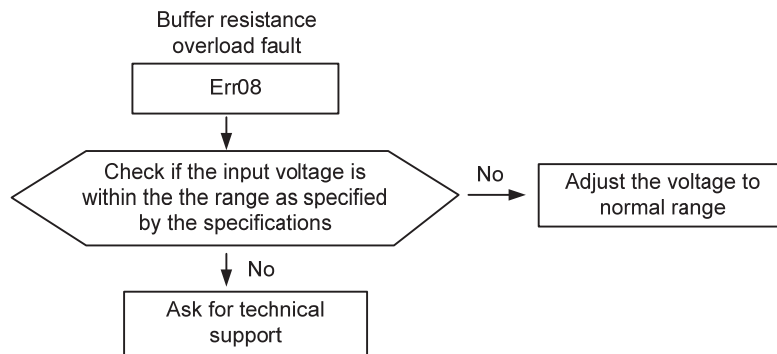 Buffer resistance
overload fault
Err08
Check if the input voltage is
within the the range as specified
by the specifications
No
Adjust the voltage to
normal range
No
Ask for technical
support